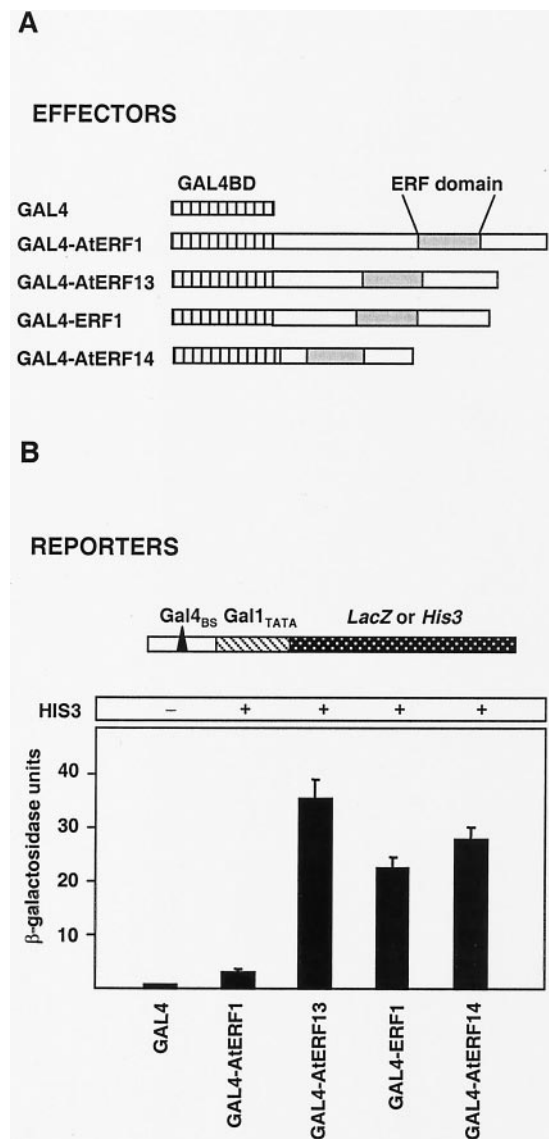 A
EFFECTORS
GAL4BD
ERF domain
GAL4
GAL4-AtERF1
GAL4-AtERF13
GAL4-ERF1
GAL4-AtERF14
B
REPORTERS
Gal4BS Gal1TATA LacZ or His3
HIS3 – + + + +
β-galactosidase units
40
30
20
10
GAL4
GAL4-AtERF1
GAL4-AtERF13
GAL4-ERF1
GAL4-AtERF14